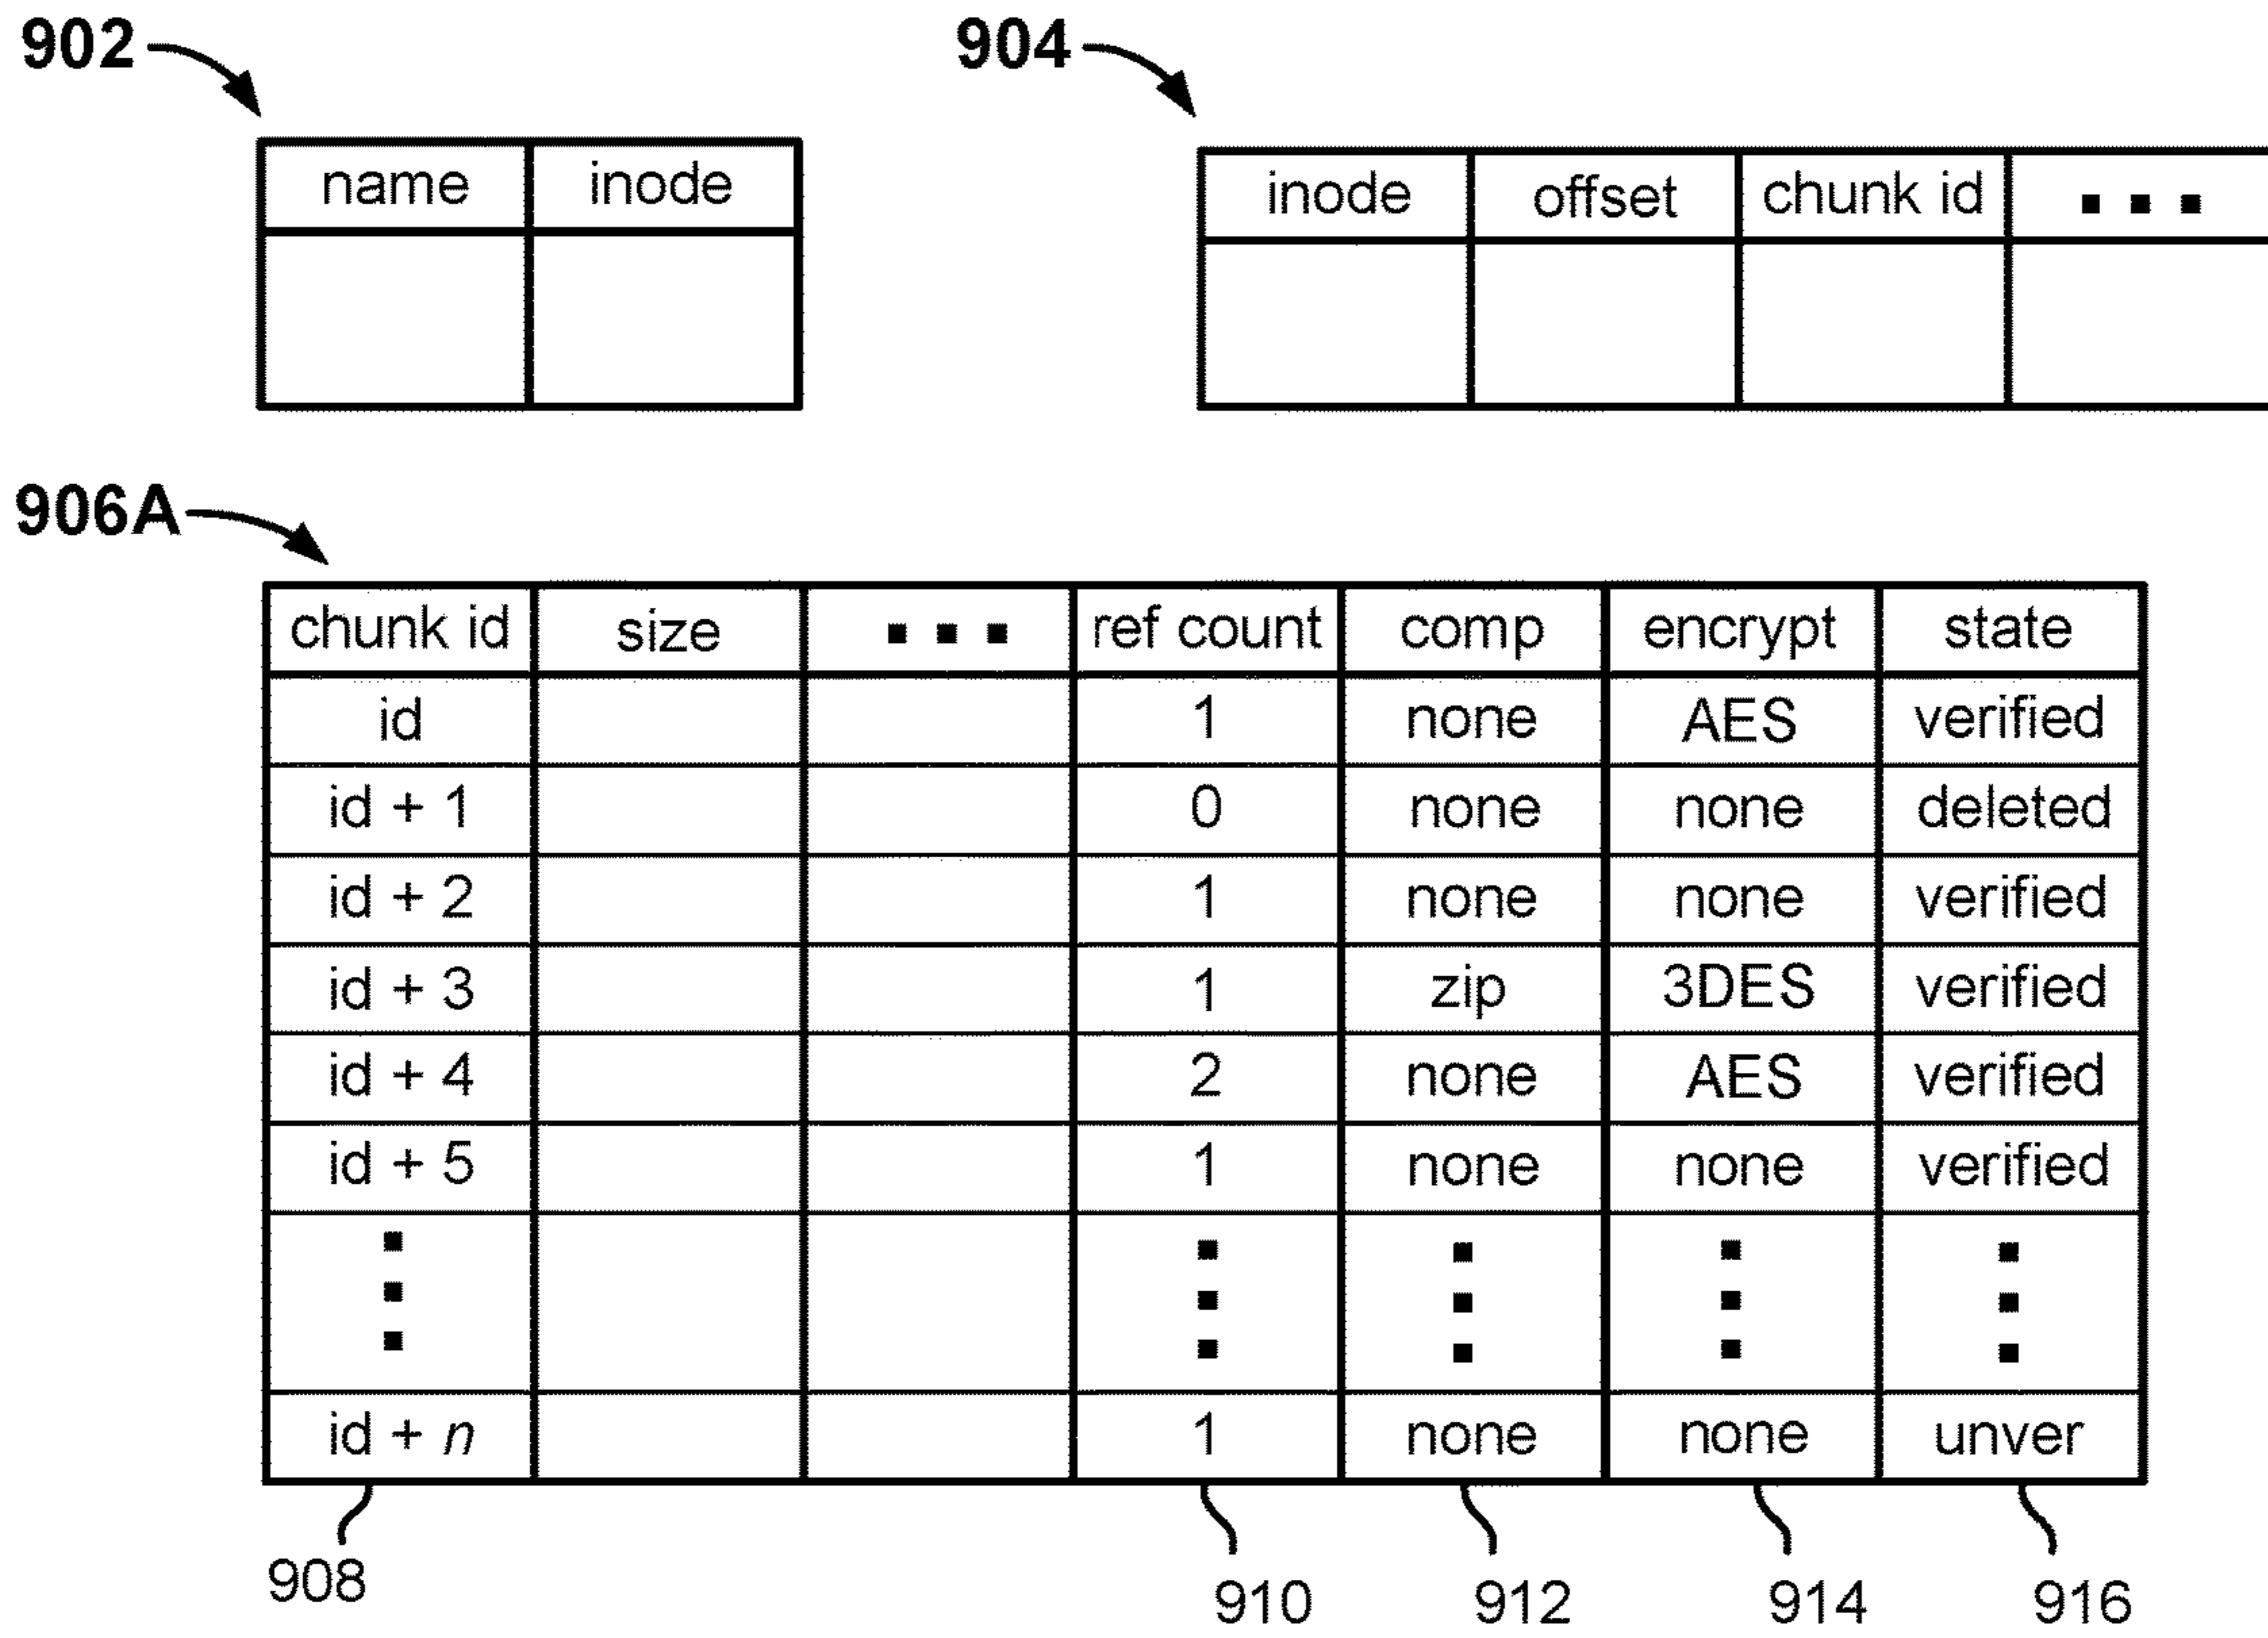 902
904
name inode
inode offset chunk id ...
906A
chunk id size ... ref count comp encrypt state
id 1 none AES verified
id + 1 0 none none deleted
id + 2 1 none none verified
id + 3 1 zip 3DES verified
id + 4 2 none AES verified
id + 5 1 none none verified
id + n 1 none none unver
908 910 912 914 916